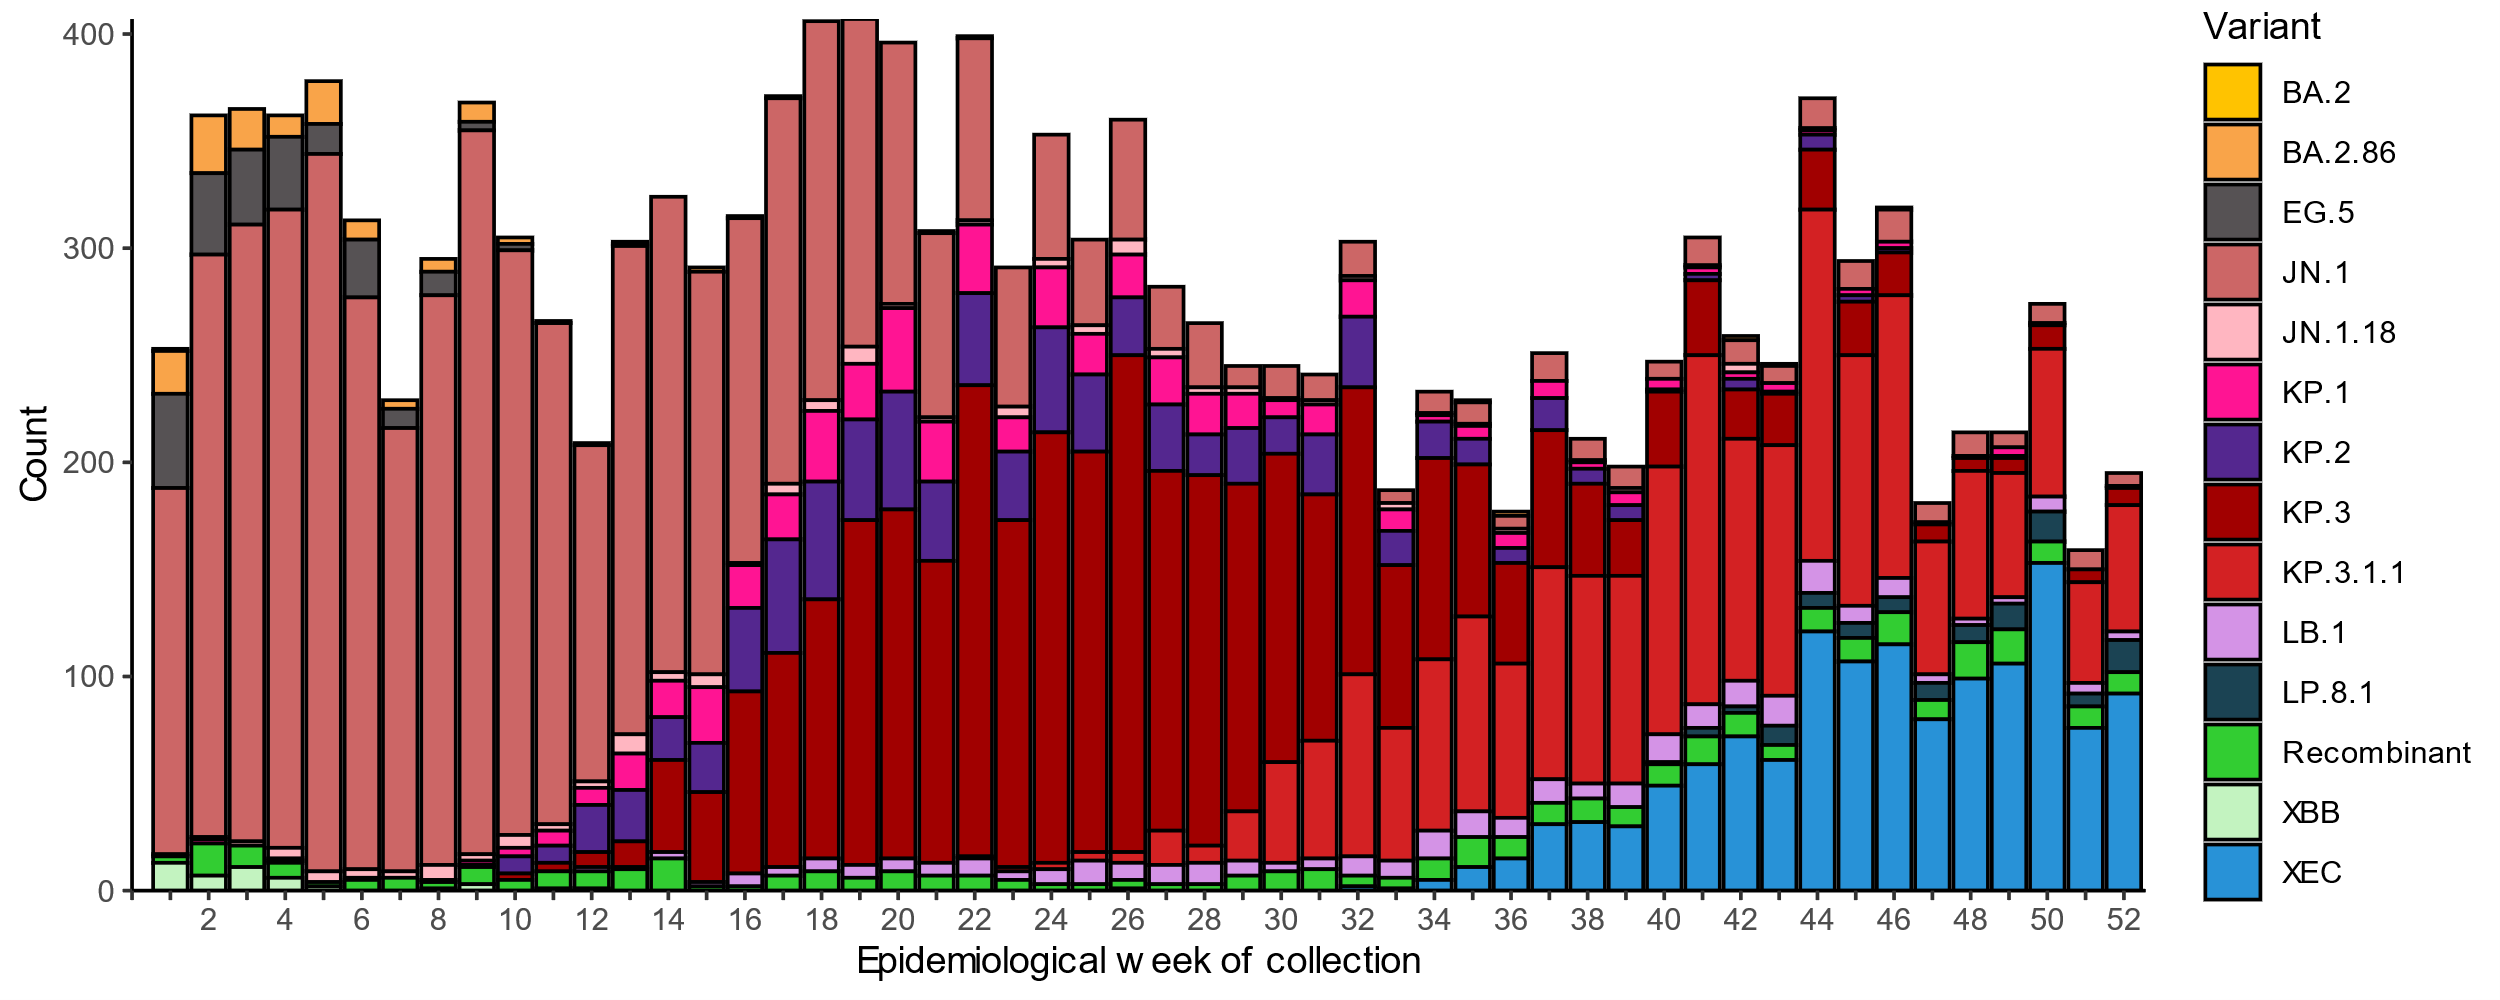 Variant
BA.2
BA.2.86
EG.5
JN.1
JN.1.18
KP.1
KP.2
KP.3
KP.3.1.1
LB.1
LP.8.1
Recombinant
XBB
XEC
Count
400
300
200
100
0
2 4 6 8 10 12 14 16 18 20 22 24 26 28 30 32 34 36 38 40 42 44 46 48 50 52
Epidemiological week of collection